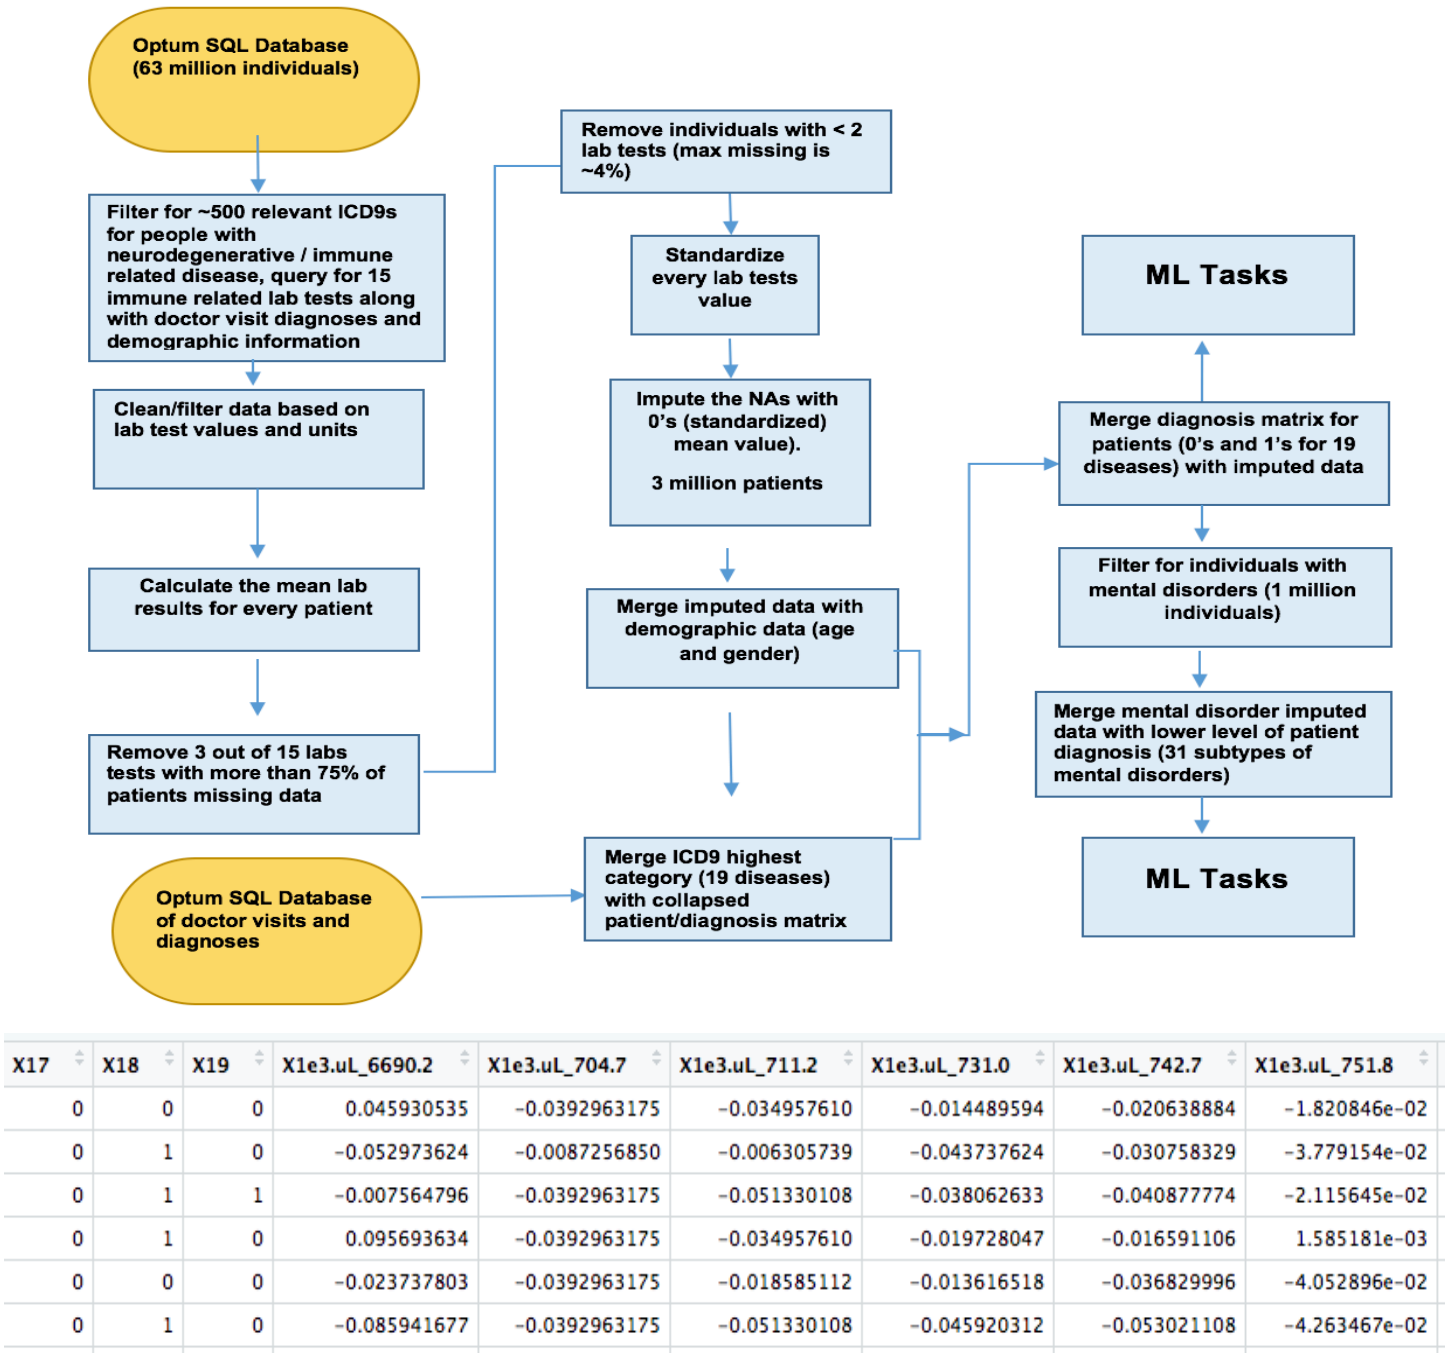 Optum SQL Database
(63 million individuals)
Filter for ~500 relevant ICD9s
for people with
neurodegenerative / immune
related disease, query for 15
immune related lab tests along
with doctor visit diagnoses and
demographic information
Clean/filter data based on
lab test values and units
Calculate the mean lab
results for every patient
Remove 3 out of 15 labs
tests with more than 75% of
patients missing data
Optum SQL Database
of doctor visits and
diagnoses
Remove individuals with < 2
lab tests (max missing is
~4%)
Standardize
every lab tests
value
Impute the NAs with
0's (standardized)
mean value).
3 million patients
Merge imputed data with
demographic data (age
and gender)
Merge ICD9 highest
category (19 diseases)
with collapsed
patient/diagnosis matrix
ML Tasks
Merge diagnosis matrix for
patients (0's and 1's for 19
diseases) with imputed data
Filter for individuals with
mental disorders (1 million
individuals)
Merge mental disorder imputed
data with lower level of patient
diagnosis (31 subtypes of
mental disorders)
ML Tasks
X17 X18 X19 X1e3.uL_6690.2 X1e3.uL_704.7 X1e3.uL_711.2 X1e3.uL_731.0 X1e3.uL_742.7 X1e3.uL_751.8
0 0 0 0.045930535 -0.0392963175 -0.034957610 -0.014489594 -0.020638884 -1.820846e-02
0 1 0 -0.052973624 -0.0087256850 -0.006305739 -0.043737624 -0.030758329 -3.779154e-02
0 1 1 -0.007564796 -0.0392963175 -0.051330108 -0.038062633 -0.040877774 -2.115645e-02
0 1 0 0.095693634 -0.0392963175 -0.034957610 -0.019728047 -0.016591106 1.585181e-03
0 0 0 -0.023737803 -0.0392963175 -0.018585112 -0.013616518 -0.036829996 -4.052896e-02
0 1 0 -0.085941677 -0.0392963175 -0.051330108 -0.045920312 -0.053021108 -4.263467e-02